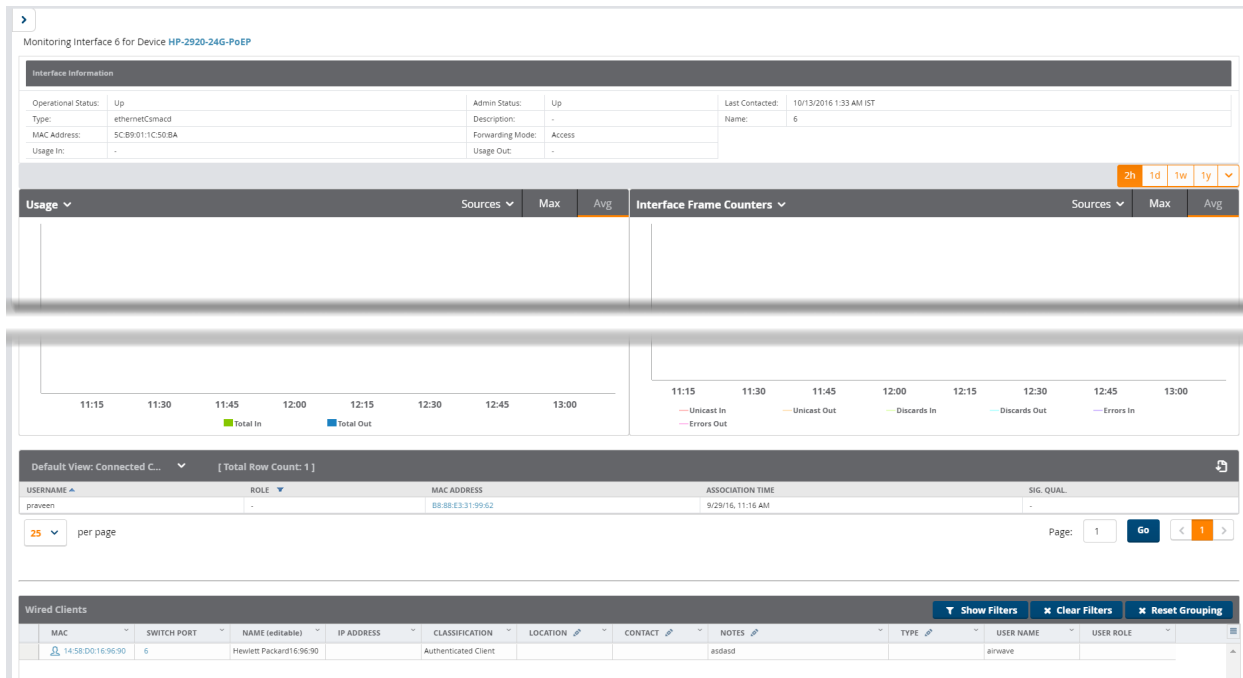 Monitoring Interface 6 for Device HP-2920-24G-PoEP
Interface Information
Operational Status: Up Admin Status: Up Last Contacted: 10/13/2016 1:33 AM IST
Type: ethernetCsmacd Description: - Name: 6
MAC Address: 5C:B9:01:1C:50:BA Forwarding Mode: Access
Usage In: - Usage Out: -
2h 1d 1w 1y
Usage Sources Max Avg Interface Frame Counters Sources Max Avg
11:15 11:30 11:45 12:00 12:15 12:30 12:45 13:00
Total In Total Out
11:15 11:30 11:45 12:00 12:15 12:30 12:45 13:00
Unicast In Unicast Out Discards In Discards Out Errors In
Errors Out
Default View: Connected C... [ Total Row Count: 1 ]
USERNAME ROLE MAC ADDRESS ASSOCIATION TIME SIG. QUAL.
praveen - B8:88:E3:31:99:62 9/29/16, 11:16 AM -
25 per page Page: 1 Go < 1 >
Wired Clients Show Filters Clear Filters Reset Grouping
MAC SWITCH PORT NAME (editable) IP ADDRESS CLASSIFICATION LOCATION CONTACT NOTES TYPE USER NAME USER ROLE
14:58:D0:16:96:90 6 Hewlett Packard16:96:90 Authenticated Client asdasd airwave